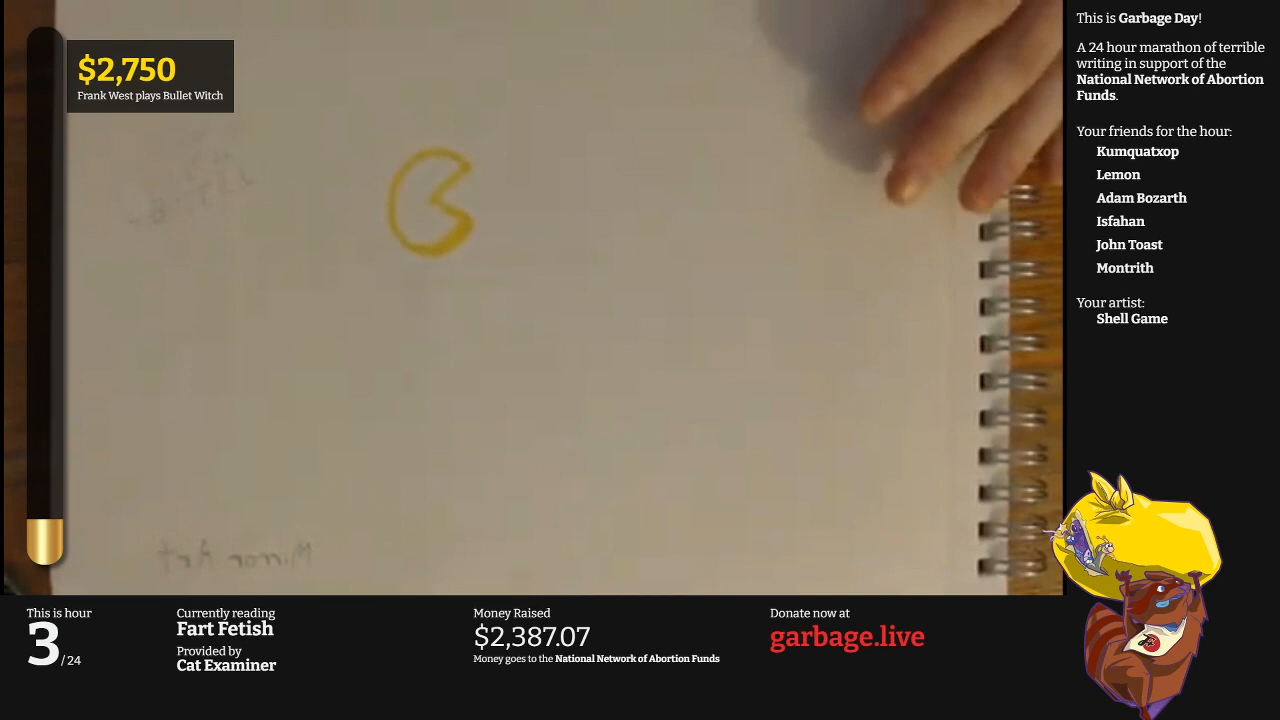 $2,750
Frank West plays Bullet Witch
This is Garbage Day!
A 24 hour marathon of terrible
writing in support of the
National Network of Abortion
Funds.
Your friends for the hour:
Kumquatxop
Lemon
Adam Bozarth
Isfahan
John Toast
Montrith
Your artist:
Shell Game
Mirror Art
This is hour
3/24
Currently reading
Fart Fetish
Provided by
Cat Examiner
Money Raised
$2,387.07
Money goes to the National Network of Abortion Funds
Donate now at
garbage.live